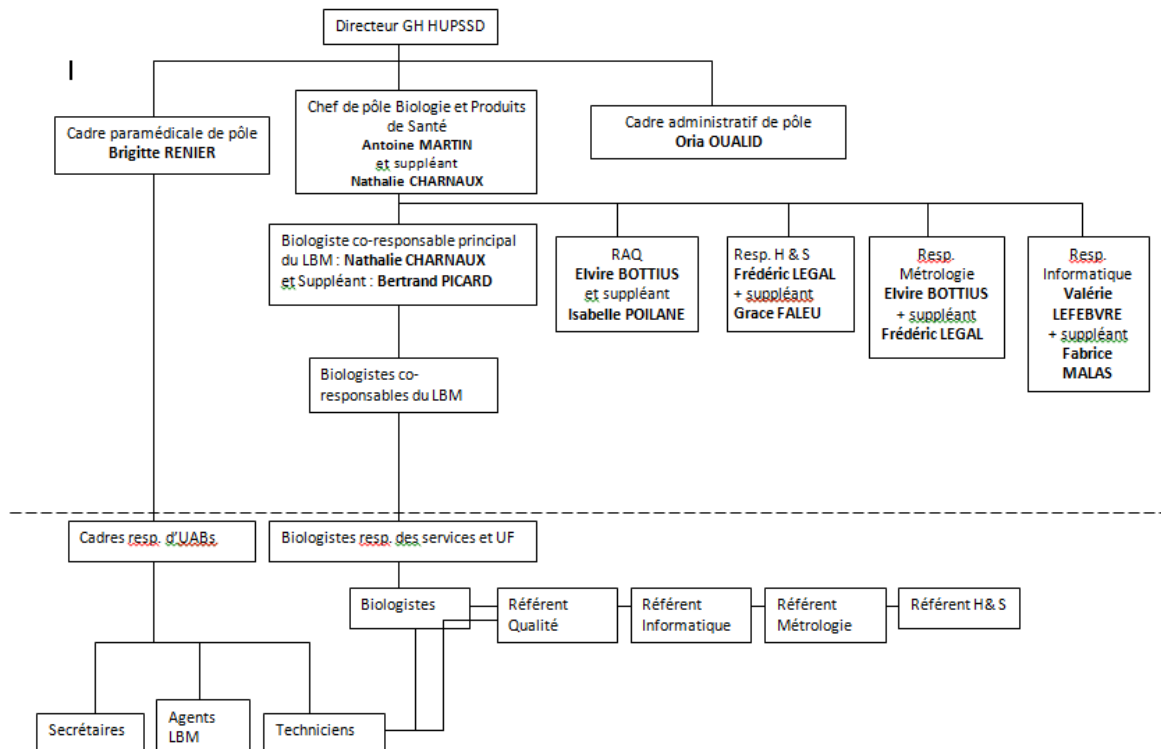 Directeur GH HUPSSD
Cadre paramédicale de pôle
Brigitte RENIER
Chef de pôle Biologie et Produits
de Santé
Antoine MARTIN
et suppléant
Nathalie CHARNAUX
Cadre administratif de pôle
Oria OUALID
Biologiste co-responsable principal
du LBM : Nathalie CHARNAUX
et Suppléant : Bertrand PICARD
RAQ
Elvire BOTTIUS
et suppléant
Isabelle POILANE
Resp. H & S
Frédéric LEGAL
+ suppléant
Grace FALEU
Resp.
Métrologie
Elvire BOTTIUS
+ suppléant
Frédéric LEGAL
Resp.
Informatique
Valérie
LEFEBVRE
+ suppléant
Fabrice
MALAS
Biologistes co-
responsables du LBM
Cadres resp. d'UABs
Biologistes resp. des services et UF
Biologistes
Référent
Qualité
Référent
Informatique
Référent
Métrologie
Référent H& S
Secrétaires
Agents
LBM
Techniciens